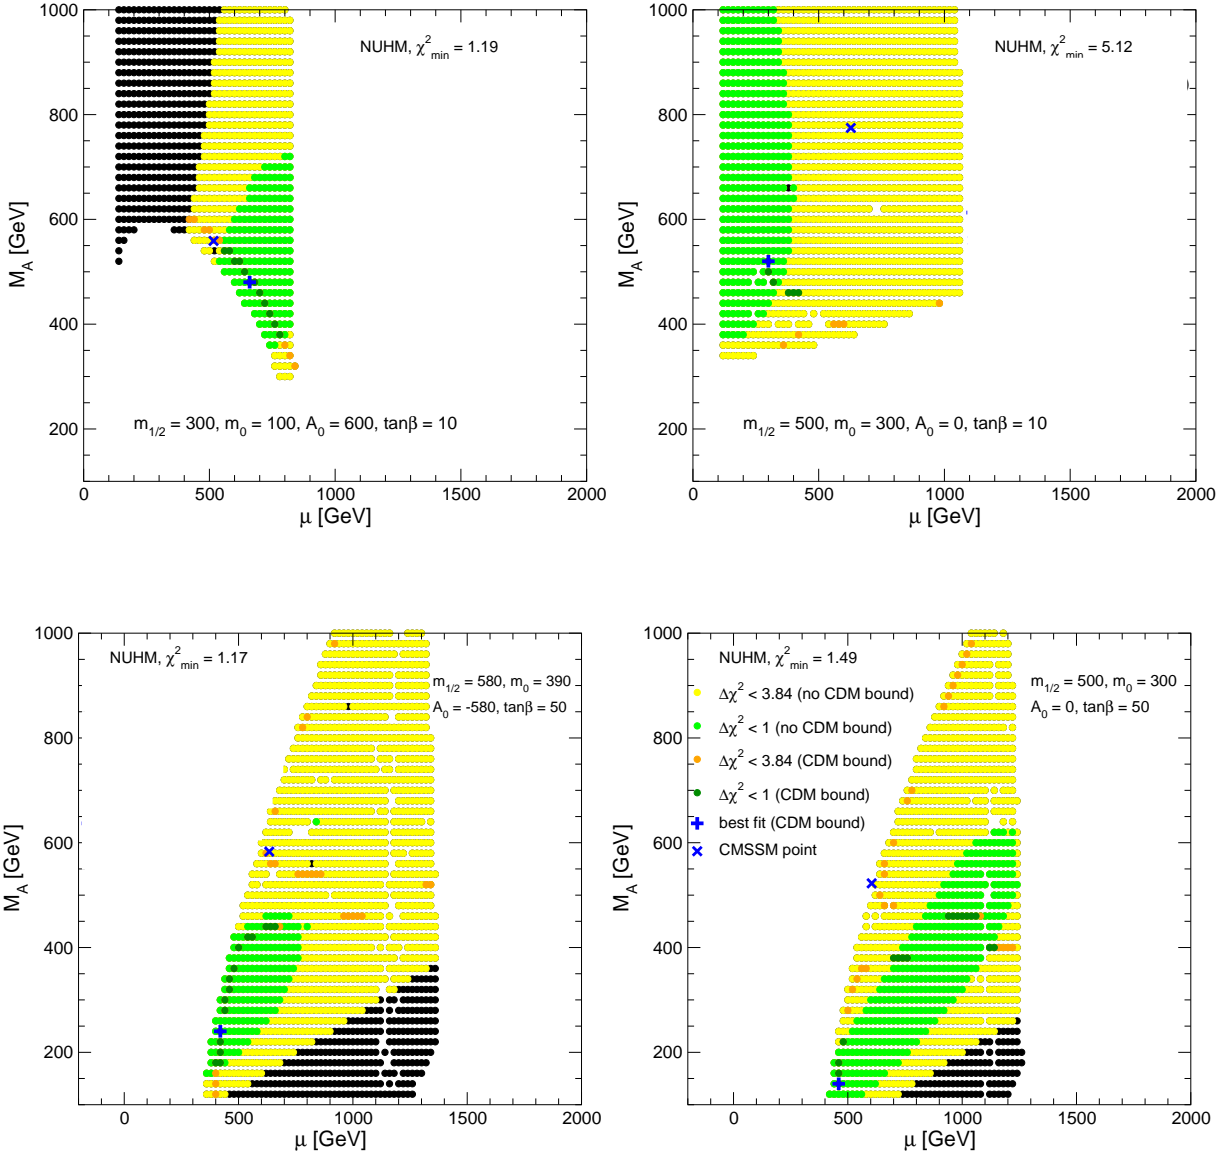 NUHM, χ²min = 1.19
1000
800
600
400
200
M_A [GeV]
m1/2 = 300, m0 = 100, A0 = 600, tanβ = 10
0 500 1000 1500 2000
μ [GeV]
NUHM, χ²min = 5.12
1000
800
600
400
200
M_A [GeV]
m1/2 = 500, m0 = 300, A0 = 0, tanβ = 10
0 500 1000 1500 2000
μ [GeV]
NUHM, χ²min = 1.17
m1/2 = 580, m0 = 390
A0 = -580, tanβ = 50
1000
800
600
400
200
M_A [GeV]
0 500 1000 1500 2000
μ [GeV]
NUHM, χ²min = 1.49
m1/2 = 500, m0 = 300
A0 = 0, tanβ = 50
Δχ² < 3.84 (no CDM bound)
Δχ² < 1 (no CDM bound)
Δχ² < 3.84 (CDM bound)
Δχ² < 1 (CDM bound)
best fit (CDM bound)
CMSSM point
1000
800
600
400
200
M_A [GeV]
0 500 1000 1500 2000
μ [GeV]